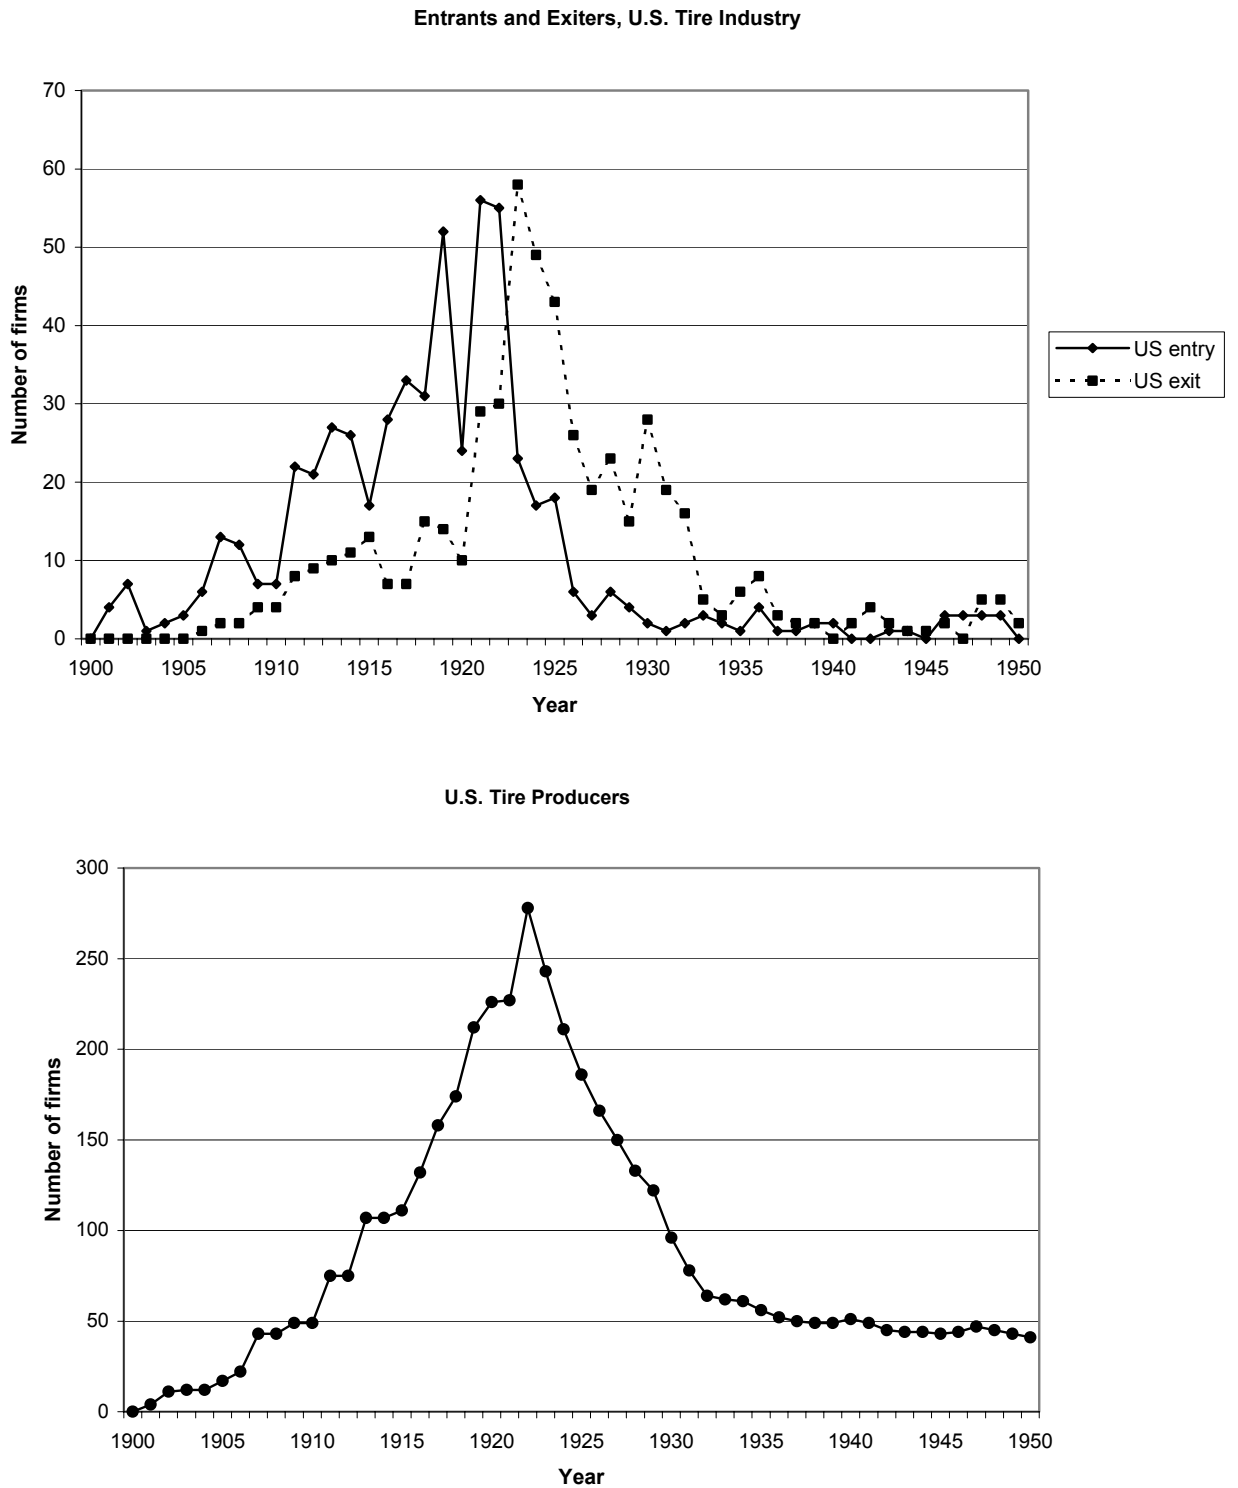 Entrants and Exiters, U.S. Tire Industry
70
60
50
40
30
20
10
0
Number of firms
1900 1905 1910 1915 1920 1925 1930 1935 1940 1945 1950
Year
US entry
US exit
U.S. Tire Producers
300
250
200
150
100
50
0
Number of firms
1900 1905 1910 1915 1920 1925 1930 1935 1940 1945 1950
Year